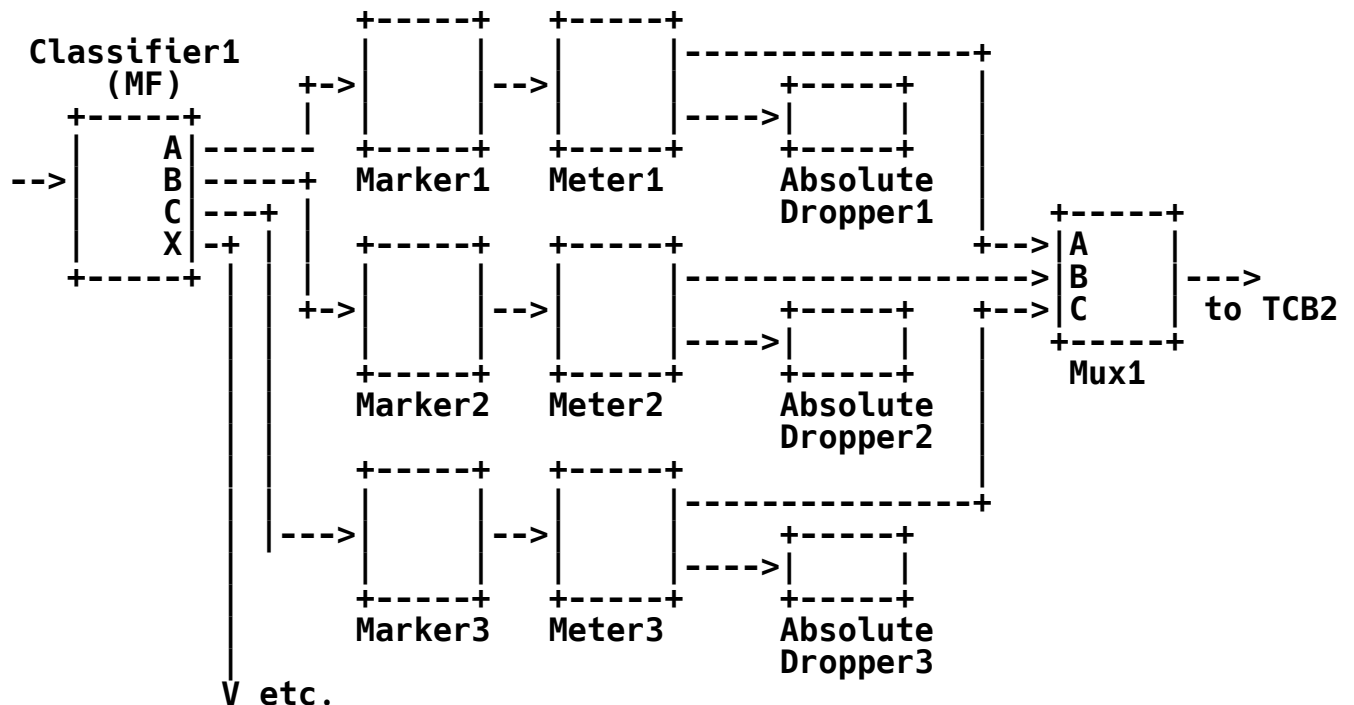 +-----+   +-----+
 Classifier1      |     |   |     |---------------+
     (MF)      +->|     |-->|     |     +-----+   |
   +-----+     |  |     |   |     |---->|     |   |
   |    A|------  +-----+   +-----+     +-----+   |
-->|    B|-----+  Marker1   Meter1      Absolute  |
   |    C|---+ |                        Dropper1  |   +-----+
   |    X|-+ | |  +-----+   +-----+               +-->|A    |
   +-----+ | | |  |     |   |     |------------------>|B    |--->
           | | +->|     |-->|     |     +-----+   +-->|C    | to TCB2
           | |    |     |   |     |---->|     |   |   +-----+
           | |    +-----+   +-----+     +-----+   |    Mux1
           | |    Marker2   Meter2      Absolute  |
           | |                          Dropper2  |
           | |    +-----+   +-----+               |
           | |    |     |   |     |---------------+
           | |--->|     |-->|     |     +-----+
           |      |     |   |     |---->|     |
           |      +-----+   +-----+     +-----+
           |      Marker3   Meter3      Absolute
           |                            Dropper3
           V etc.